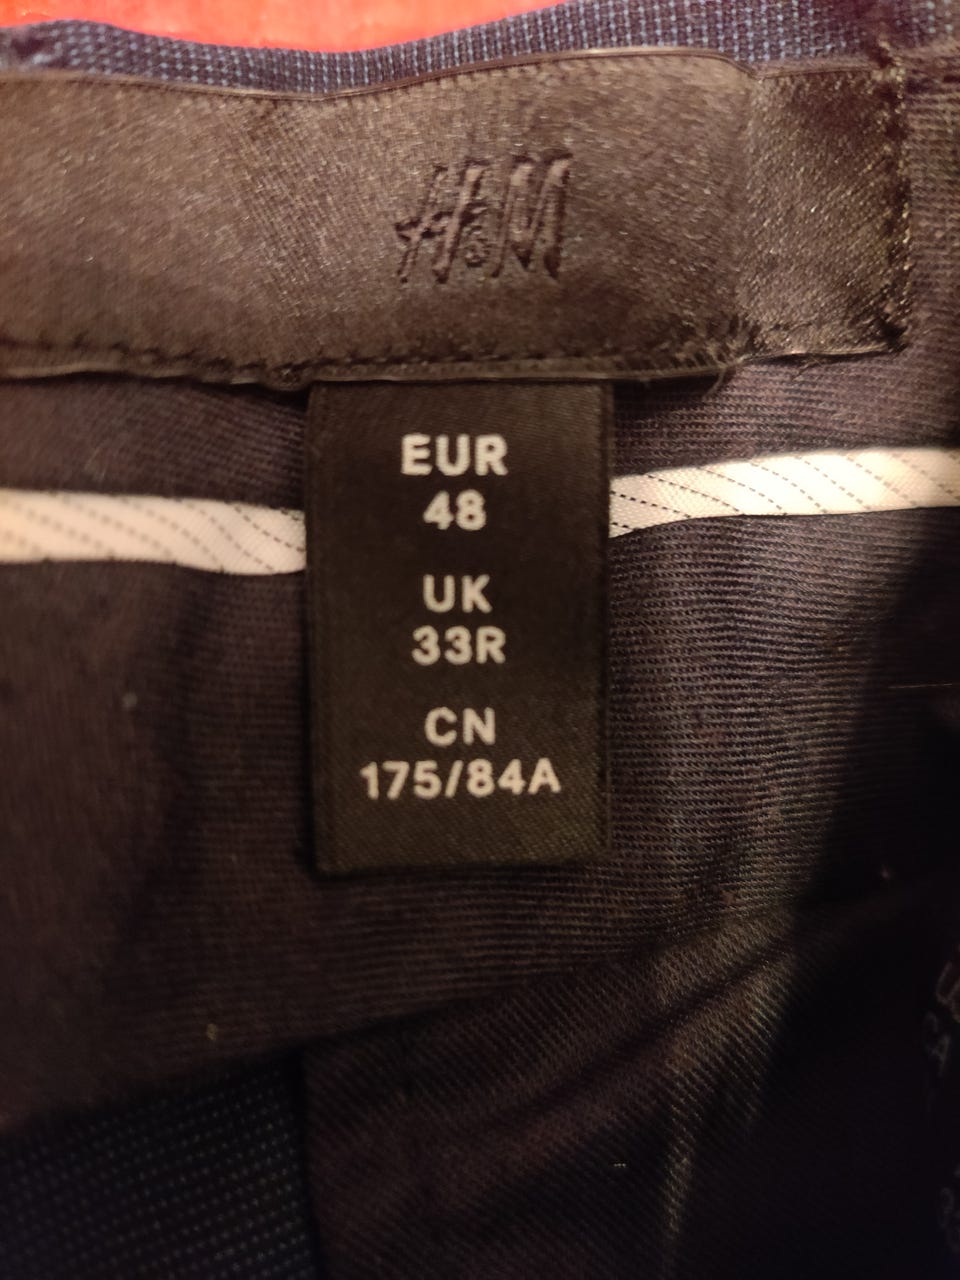 H&M
EUR
48
UK
33R
CN
175/84A